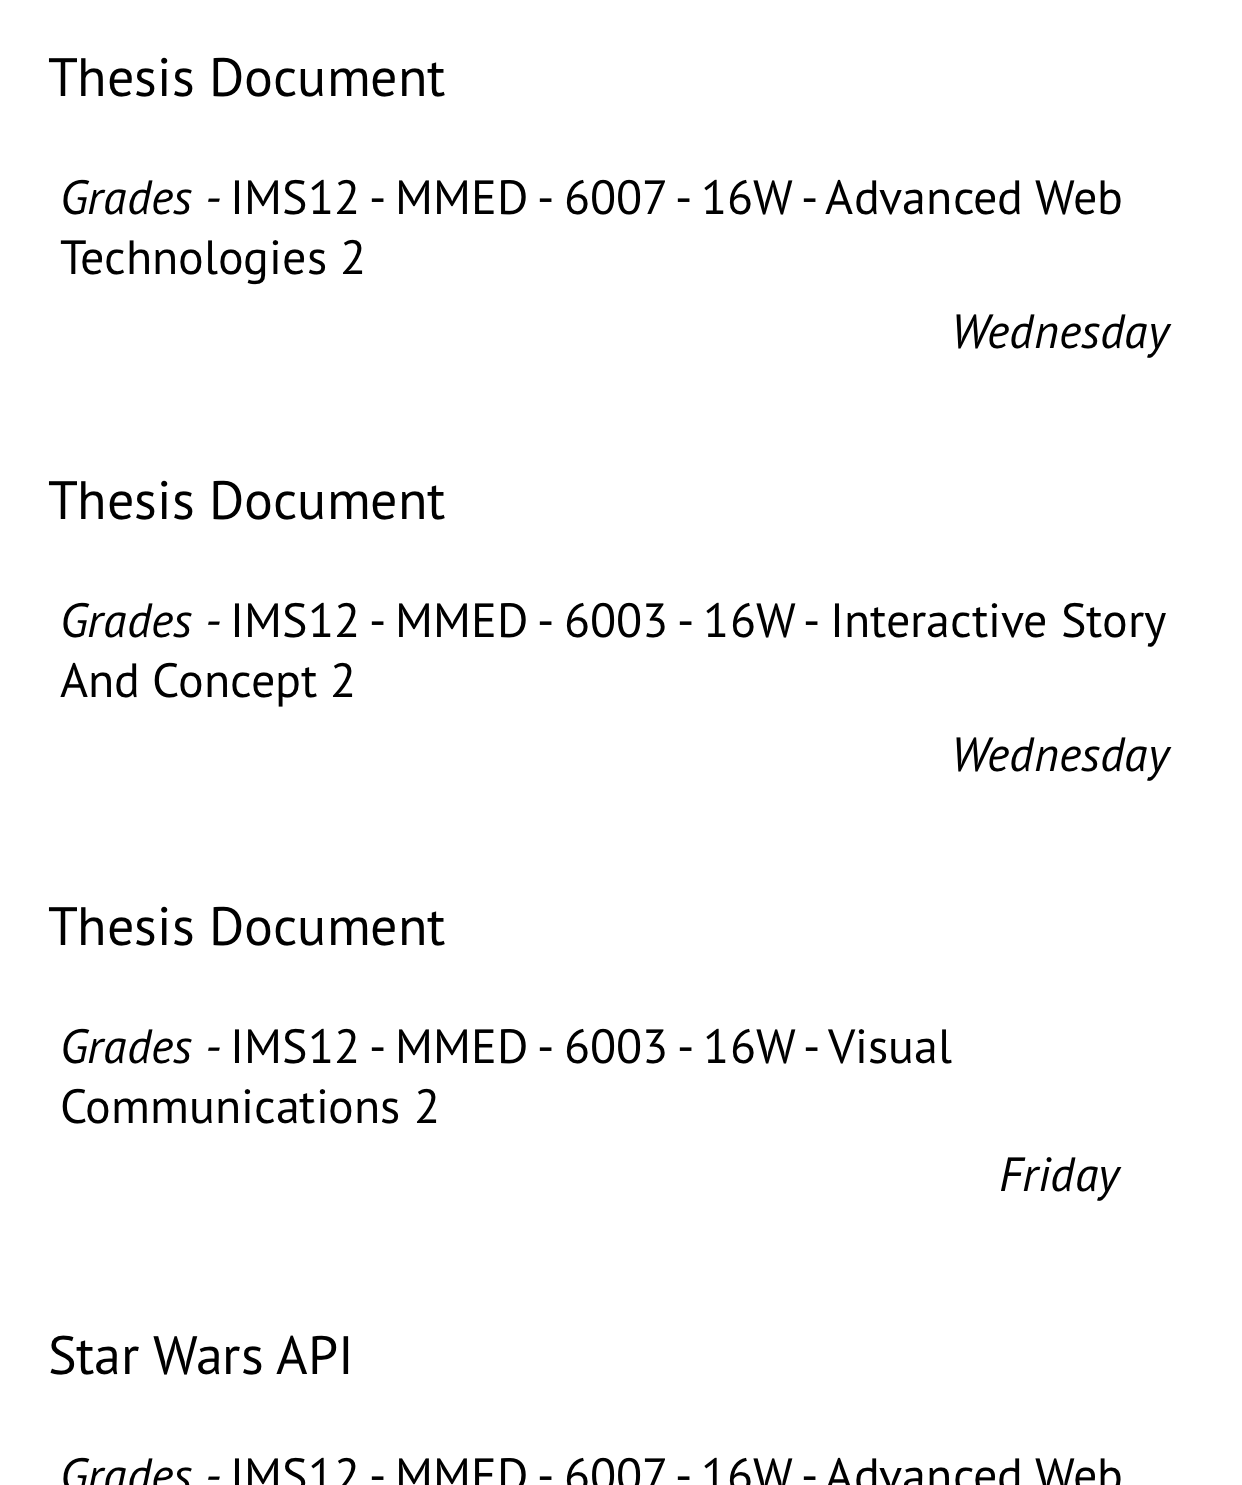 Thesis Document
Grades - IMS12 - MMED - 6007 - 16W - Advanced Web
Technologies 2
Wednesday
Thesis Document
Grades - IMS12 - MMED - 6003 - 16W - Interactive Story
And Concept 2
Wednesday
Thesis Document
Grades - IMS12 - MMED - 6003 - 16W - Visual
Communications 2
Friday
Star Wars API
Grades - IMS12 - MMED - 6007 - 16W - Advanced Web